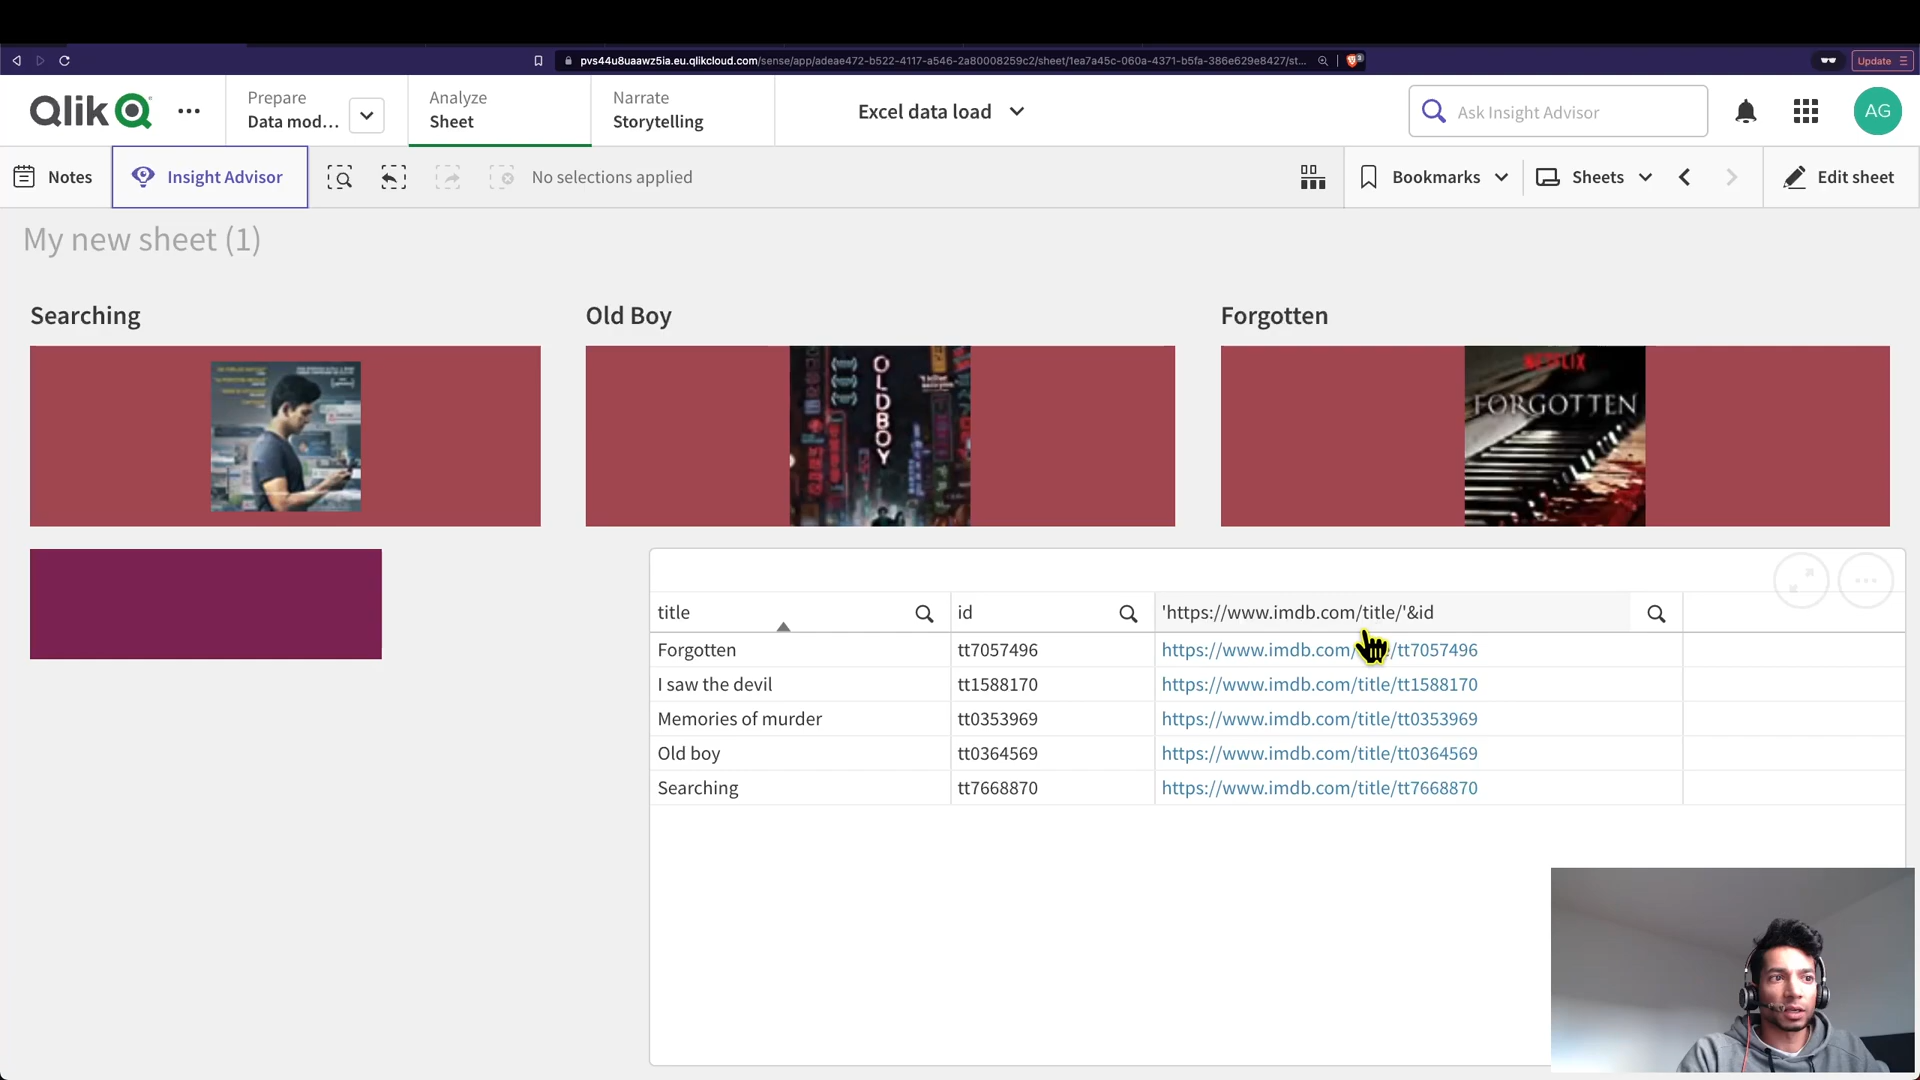 pvs44u8uaawz5ia.eu.qlikcloud.com/sense/app/adeae472-b522-4117-a546-2a80008259c2/sheet/1ea7a45c-060a-4371-b5fa-386e629e8427/st...
Update
Qlik
Prepare
Data mod...
Analyze
Sheet
Narrate
Storytelling
Excel data load
Ask Insight Advisor
AG
Notes
Insight Advisor
No selections applied
Bookmarks
Sheets
Edit sheet
My new sheet (1)
Searching
Old Boy
Forgotten
OLDBOY
NETFLIX
FORGOTTEN
title id 'https://www.imdb.com/title/'&id
Forgotten tt7057496 https://www.imdb.com/ /tt7057496
I saw the devil tt1588170 https://www.imdb.com/title/tt1588170
Memories of murder tt0353969 https://www.imdb.com/title/tt0353969
Old boy tt0364569 https://www.imdb.com/title/tt0364569
Searching tt7668870 https://www.imdb.com/title/tt7668870